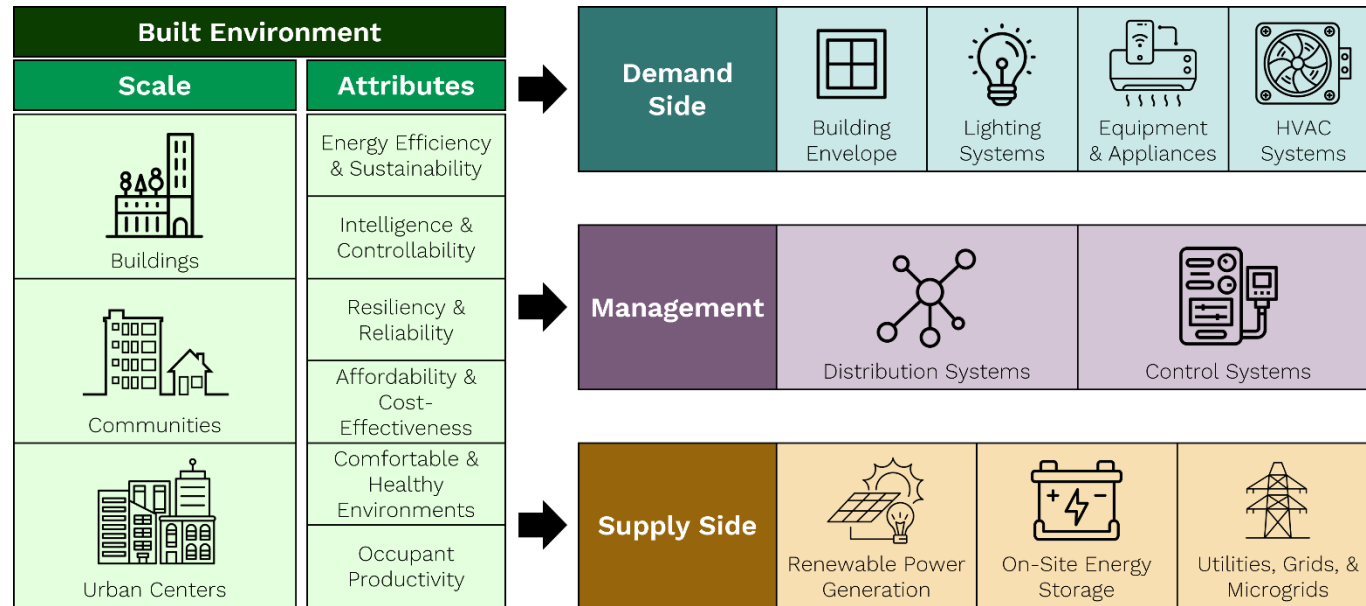 Built Environment
Scale
Attributes
Buildings
Communities
Urban Centers
Energy Efficiency
& Sustainability
Intelligence &
Controllability
Resiliency &
Reliability
Affordability &
Cost-
Effectiveness
Comfortable &
Healthy
Environments
Occupant
Productivity
Demand
Side
Building
Envelope
Lighting
Systems
Equipment
& Appliances
HVAC
Systems
Management
Distribution Systems
Control Systems
Supply Side
Renewable Power
Generation
On-Site Energy
Storage
Utilities, Grids, &
Microgrids